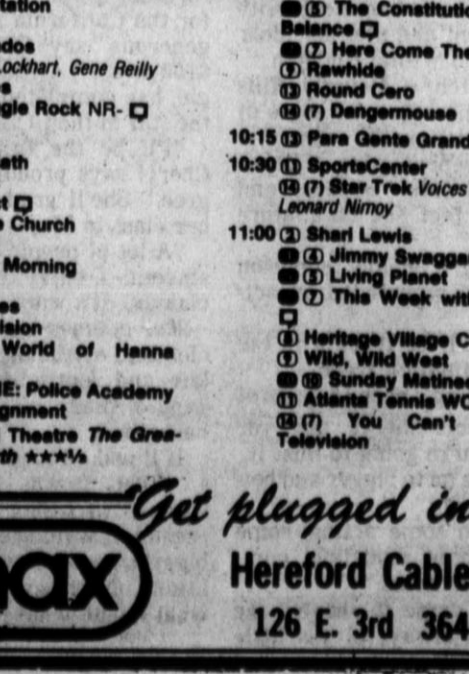 tation
dos
Lockhart, Gene Reilly
s
gle Rock NR-
ath
t
Church
Morning
es
ision
World of Hanna
IE: Police Academy
gnment
Theatre The Grea-
th ★★★½
⑤ The Constitutio
Balance
⑦ Here Come The
⑨ Rawhide
⑬ Round Cero
⑭ (7) Dangermouse
10:15 ⑬ Para Gente Grand
10:30 ⑪ SportsCenter
⑭ (7) Star Trek Voices
Leonard Nimoy
11:00 ② Shari Lewis
④ Jimmy Swagga
⑤ Living Planet
⑦ This Week wit
⑧ Heritage Village C
⑨ Wild, Wild West
⑩ Sunday Matinee
⑪ Atlanta Tennis WC
⑭ (7) You Can't
Television
Get plugged in
ax
Hereford Cable
126 E. 3rd 364